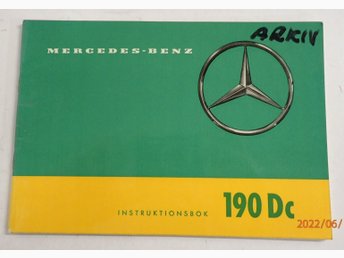 ARKIV
MERCEDES-BENZ
INSTRUKTIONSBOK 190 Dc
2022/06/